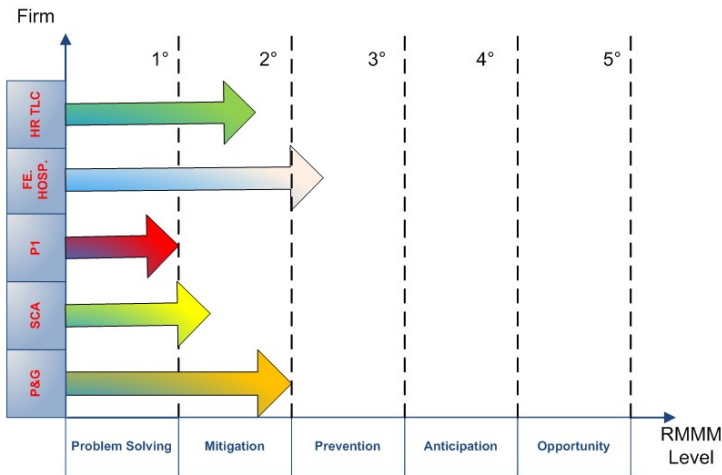 Firm
1°
2°
3°
4°
5°
HR TLC
FE.
HOSP.
P1
SCA
P&G
Problem Solving
Mitigation
Prevention
Anticipation
Opportunity
RMMM
Level